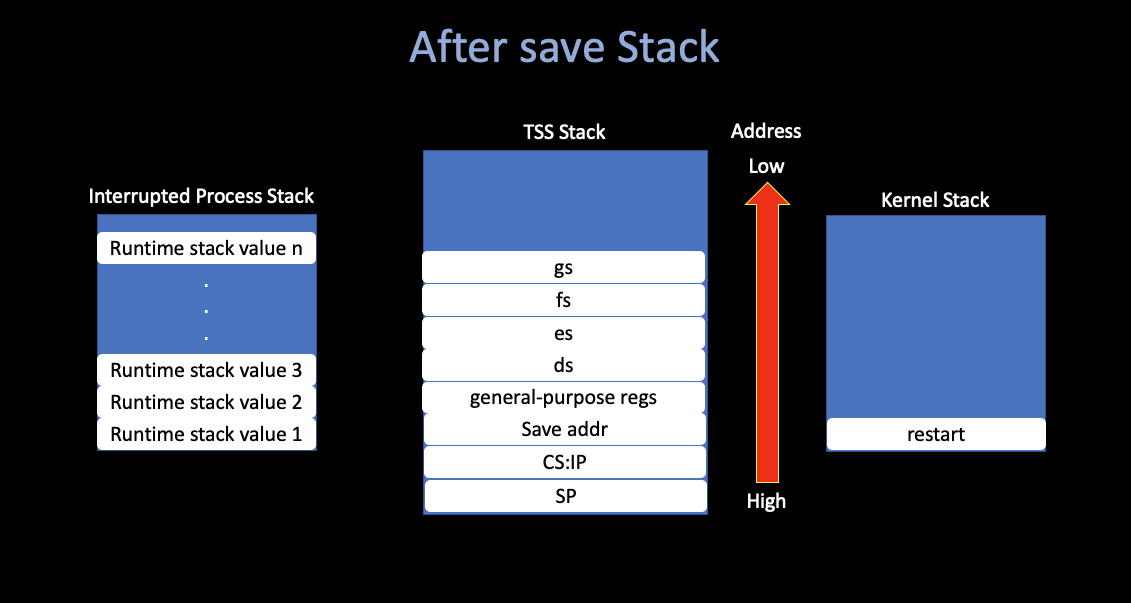 After save Stack
Interrupted Process Stack
Runtime stack value n
.
.
.
Runtime stack value 3
Runtime stack value 2
Runtime stack value 1
TSS Stack
gs
fs
es
ds
general-purpose regs
Save addr
CS:IP
SP
Address
Low
High
Kernel Stack
restart